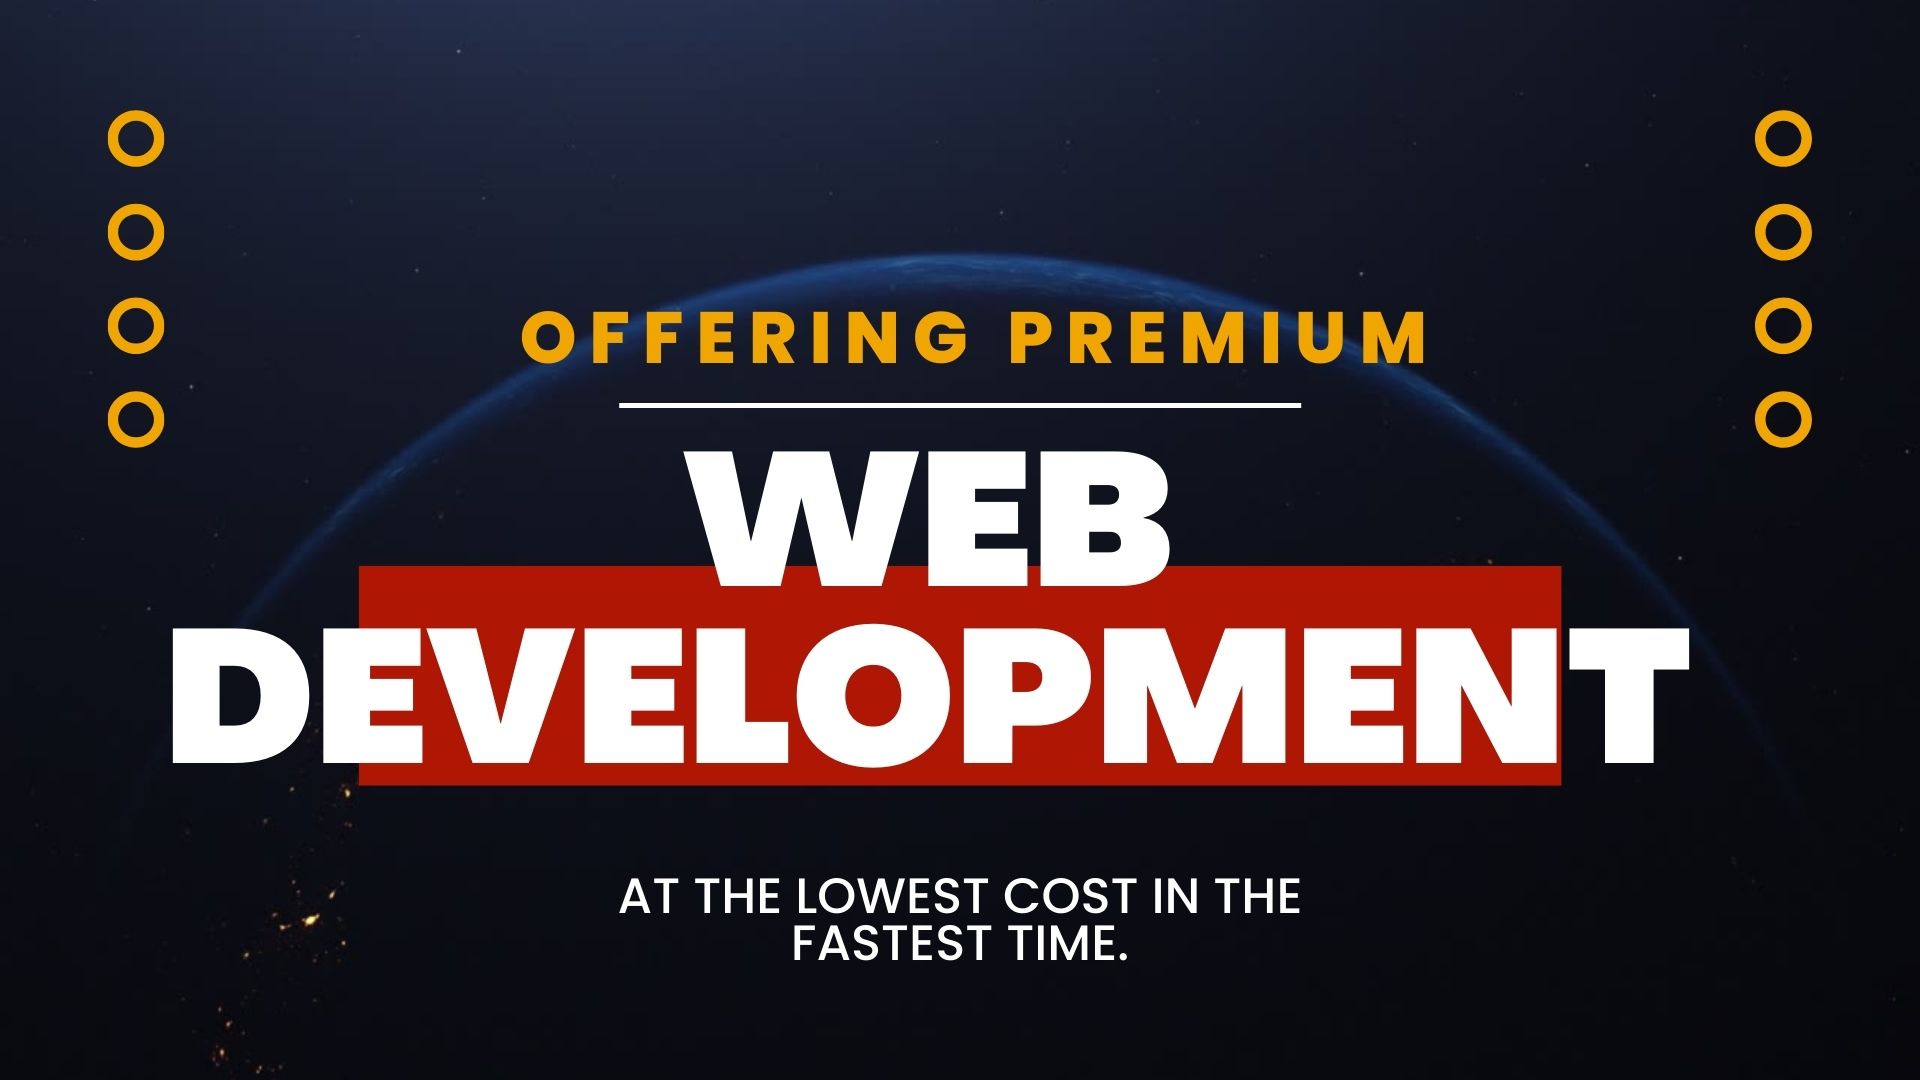 OFFERING PREMIUM
WEB
DEVELOPMENT
AT THE LOWEST COST IN THE
FASTEST TIME.